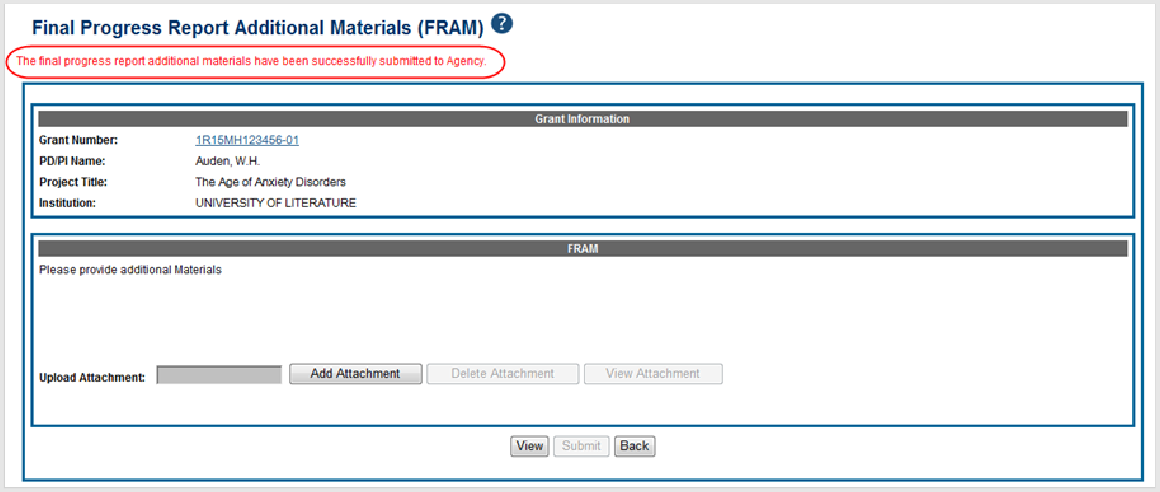 Final Progress Report Additional Materials (FRAM) ?
The final progress report additional materials have been successfully submitted to Agency.
Grant Information
Grant Number: 1R15MH123456-01
PD/PI Name: Auden, W.H.
Project Title: The Age of Anxiety Disorders
Institution: UNIVERSITY OF LITERATURE
FRAM
Please provide additional Materials
Upload Attachment: Add Attachment Delete Attachment View Attachment
View Submit Back